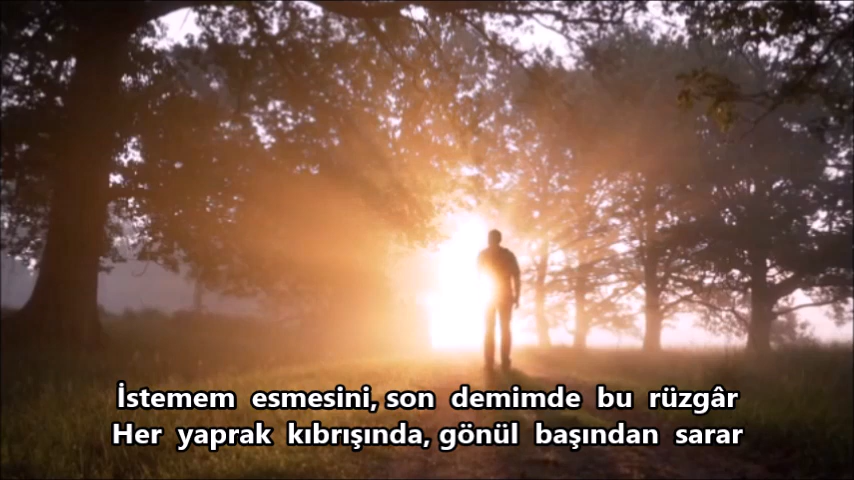 İstemem esmesini, son demimde bu rüzgâr
Her yaprak kıbrışında, gönül başından sarar